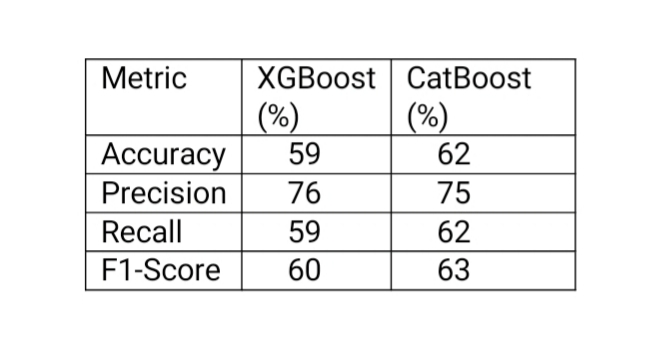 Metric XGBoost (%) CatBoost (%)
Accuracy 59 62
Precision 76 75
Recall 59 62
F1-Score 60 63